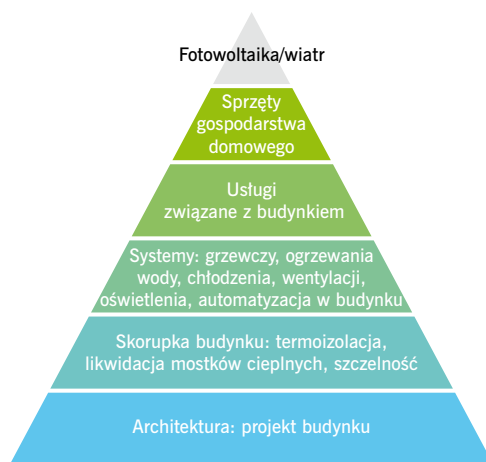 Fotowoltaika/wiatr
Sprzęty
gospodarstwa
domowego
Usługi
związane z budynkiem
Systemy: grzewczy, ogrzewania
wody, chłodzenia, wentylacji,
oświetlenia, automatyzacja w budynku
Skorupka budynku: termoizolacja,
likwidacja mostków cieplnych, szczelność
Architektura: projekt budynku